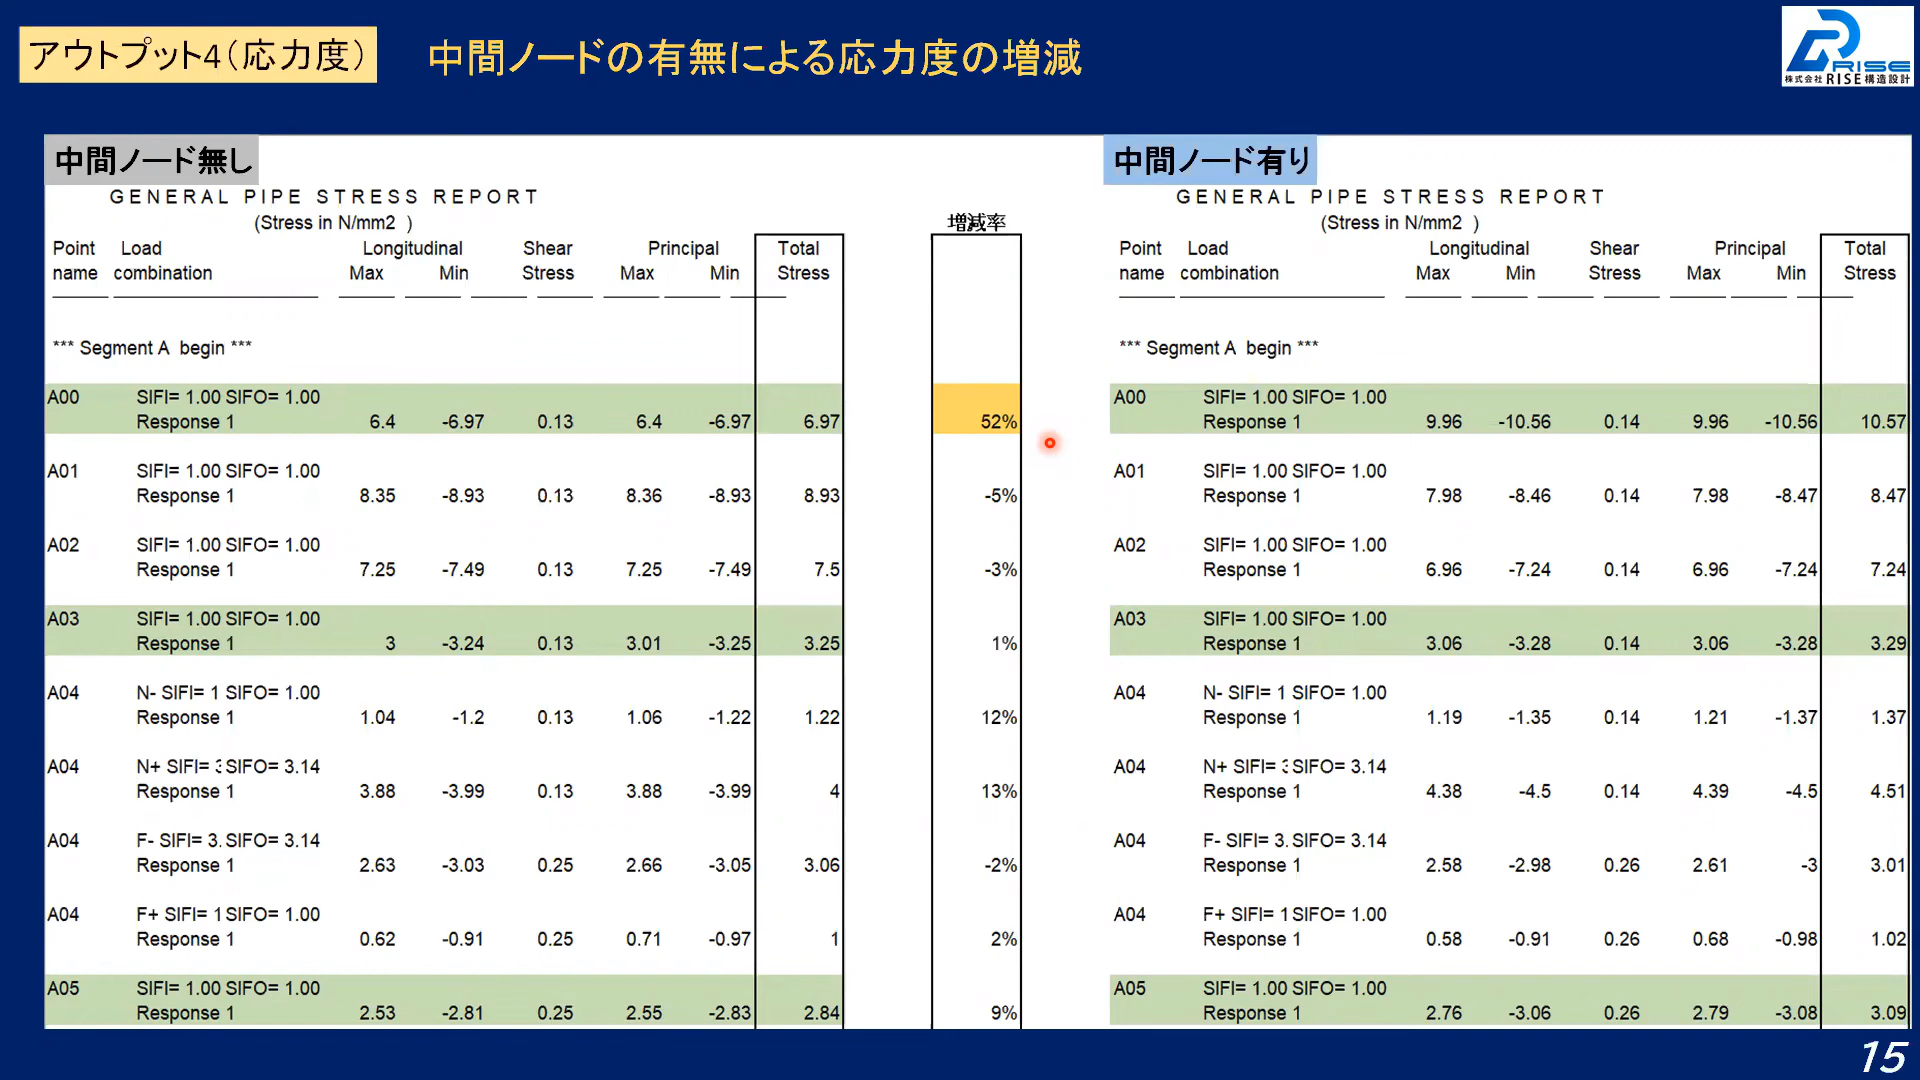 アウトプット4（応力度）
中間ノードの有無による応力度の増減
RISE
株式会社RISE構造設計
中間ノード無し
GENERAL PIPE STRESS REPORT
(Stress in N/mm2 )
Point Load Longitudinal Shear Principal Total
name combination Max Min Stress Max Min Stress
*** Segment A begin ***
A00 SIFI= 1.00 SIFO= 1.00
Response 1 6.4 -6.97 0.13 6.4 -6.97 6.97
A01 SIFI= 1.00 SIFO= 1.00
Response 1 8.35 -8.93 0.13 8.36 -8.93 8.93
A02 SIFI= 1.00 SIFO= 1.00
Response 1 7.25 -7.49 0.13 7.25 -7.49 7.5
A03 SIFI= 1.00 SIFO= 1.00
Response 1 3 -3.24 0.13 3.01 -3.25 3.25
A04 N- SIFI= 1 SIFO= 1.00
Response 1 1.04 -1.2 0.13 1.06 -1.22 1.22
A04 N+ SIFI= SIFO= 3.14
Response 1 3.88 -3.99 0.13 3.88 -3.99 4
A04 F- SIFI= 3. SIFO= 3.14
Response 1 2.63 -3.03 0.25 2.66 -3.05 3.06
A04 F+ SIFI= 1 SIFO= 1.00
Response 1 0.62 -0.91 0.25 0.71 -0.97 1
A05 SIFI= 1.00 SIFO= 1.00
Response 1 2.53 -2.81 0.25 2.55 -2.83 2.84
増減率
52%
-5%
-3%
1%
12%
13%
-2%
2%
9%
中間ノード有り
GENERAL PIPE STRESS REPORT
(Stress in N/mm2 )
Point Load Longitudinal Shear Principal Total
name combination Max Min Stress Max Min Stress
*** Segment A begin ***
A00 SIFI= 1.00 SIFO= 1.00
Response 1 9.96 -10.56 0.14 9.96 -10.56 10.57
A01 SIFI= 1.00 SIFO= 1.00
Response 1 7.98 -8.46 0.14 7.98 -8.47 8.47
A02 SIFI= 1.00 SIFO= 1.00
Response 1 6.96 -7.24 0.14 6.96 -7.24 7.24
A03 SIFI= 1.00 SIFO= 1.00
Response 1 3.06 -3.28 0.14 3.06 -3.28 3.29
A04 N- SIFI= 1 SIFO= 1.00
Response 1 1.19 -1.35 0.14 1.21 -1.37 1.37
A04 N+ SIFI= SIFO= 3.14
Response 1 4.38 -4.5 0.14 4.39 -4.5 4.51
A04 F- SIFI= 3. SIFO= 3.14
Response 1 2.58 -2.98 0.26 2.61 -3 3.01
A04 F+ SIFI= 1 SIFO= 1.00
Response 1 0.58 -0.91 0.26 0.68 -0.98 1.02
A05 SIFI= 1.00 SIFO= 1.00
Response 1 2.76 -3.06 0.26 2.79 -3.08 3.09
15